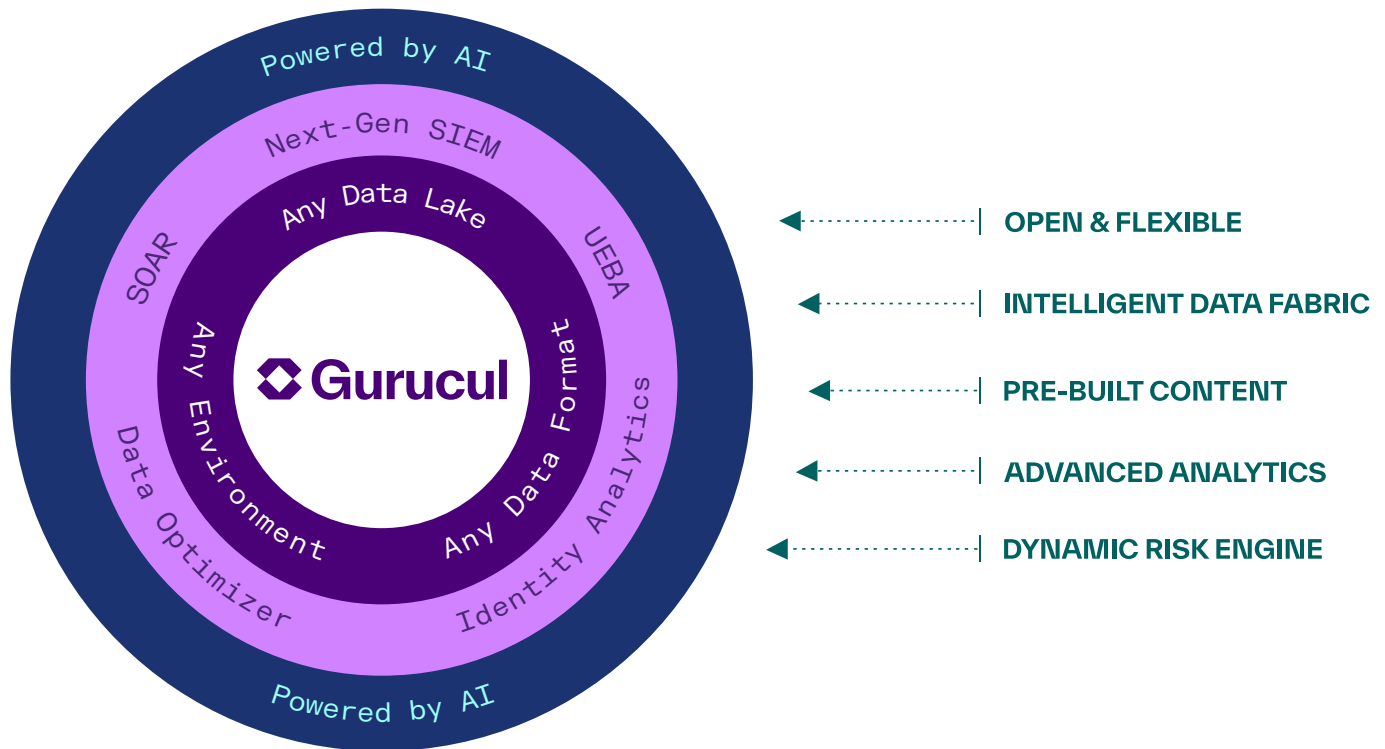 Powered by AI
Next-Gen SIEM
Any Data Lake
SOAR
UEBA
Any Environment
Gurucul
Any Data Format
Data Optimizer
Identity Analytics
Powered by AI
OPEN & FLEXIBLE
INTELLIGENT DATA FABRIC
PRE-BUILT CONTENT
ADVANCED ANALYTICS
DYNAMIC RISK ENGINE